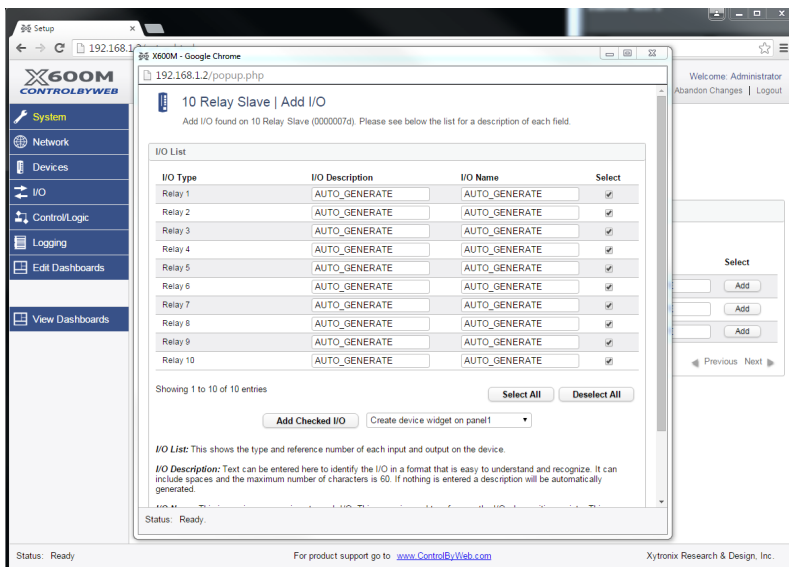 Setup
192.168.1
X600M - Google Chrome
192.168.1.2/popup.php
X600M
CONTROLBYWEB
Welcome: Administrator
Abandon Changes | Logout
System
Network
Devices
I/O
Control/Logic
Logging
Edit Dashboards
View Dashboards
10 Relay Slave | Add I/O
Add I/O found on 10 Relay Slave (0000007d). Please see below the list for a description of each field.
I/O List
I/O Type I/O Description I/O Name Select
Relay 1 AUTO_GENERATE AUTO_GENERATE
Relay 2 AUTO_GENERATE AUTO_GENERATE
Relay 3 AUTO_GENERATE AUTO_GENERATE
Relay 4 AUTO_GENERATE AUTO_GENERATE
Relay 5 AUTO_GENERATE AUTO_GENERATE
Relay 6 AUTO_GENERATE AUTO_GENERATE
Relay 7 AUTO_GENERATE AUTO_GENERATE
Relay 8 AUTO_GENERATE AUTO_GENERATE
Relay 9 AUTO_GENERATE AUTO_GENERATE
Relay 10 AUTO_GENERATE AUTO_GENERATE
Showing 1 to 10 of 10 entries
Select All Deselect All
Add Checked I/O Create device widget on panel1
I/O List: This shows the type and reference number of each input and output on the device.
I/O Description: Text can be entered here to identify the I/O in a format that is easy to understand and recognize. It can
include spaces and the maximum number of characters is 60. If nothing is entered a description will be automatically
generated.
Status: Ready.
Select
Add
Add
Add
Previous Next
Status: Ready
For product support go to www.ControlByWeb.com
Xytronix Research & Design, Inc.